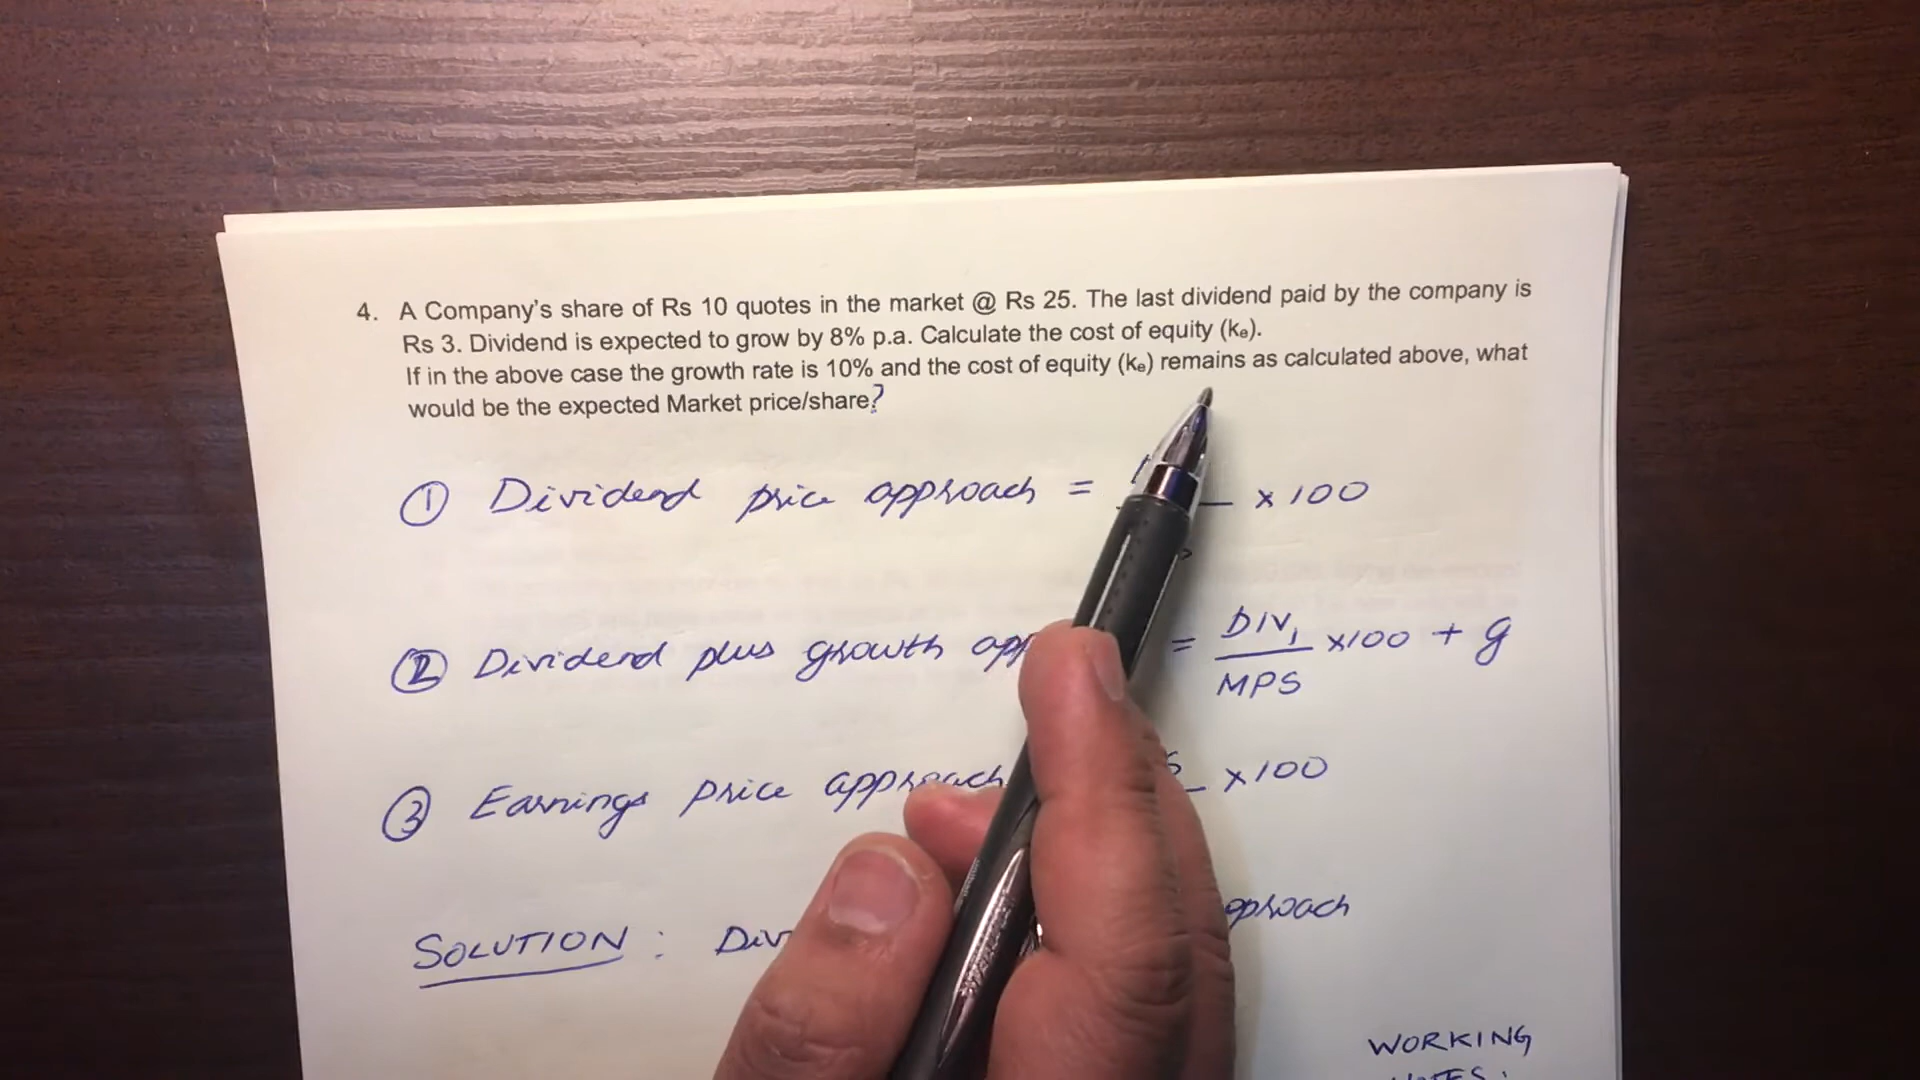 4. A Company's share of Rs 10 quotes in the market @ Rs 25. The last dividend paid by the company is
Rs 3. Dividend is expected to grow by 8% p.a. Calculate the cost of equity (ke).
If in the above case the growth rate is 10% and the cost of equity (ke) remains as calculated above, what
would be the expected Market price/share?
① Dividend price approach = x 100
② Dividend plus growth = DIV₁ x100 + g
MPS
③ Earnings price approach x100
SOLUTION :
WORKING